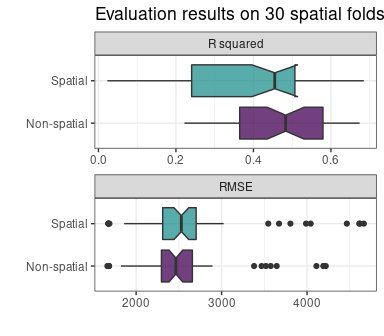 Evaluation results on 30 spatial folds
R squared
Spatial
Non-spatial
0.0 0.2 0.4 0.6
RMSE
Spatial
Non-spatial
2000 3000 4000